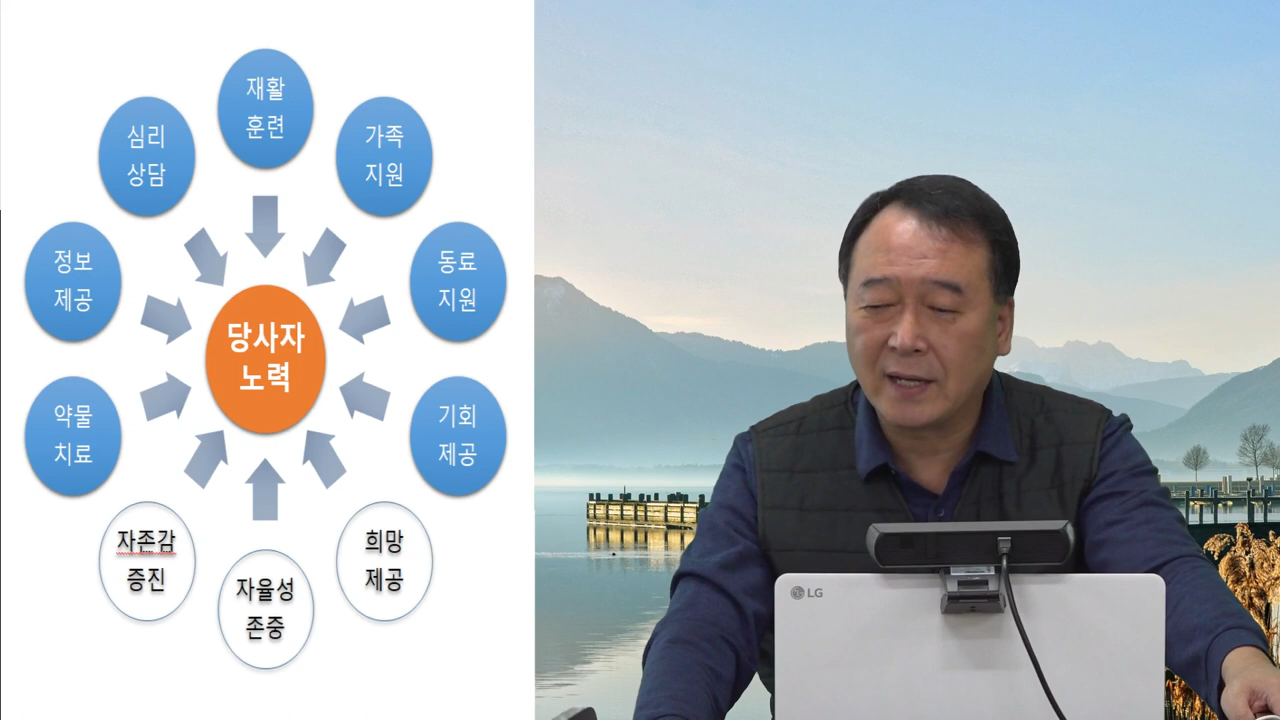 재활
훈련
심리
상담
가족
지원
정보
제공
동료
지원
당사자
노력
약물
치료
기회
제공
자존감
증진
희망
제공
자율성
존중
LG